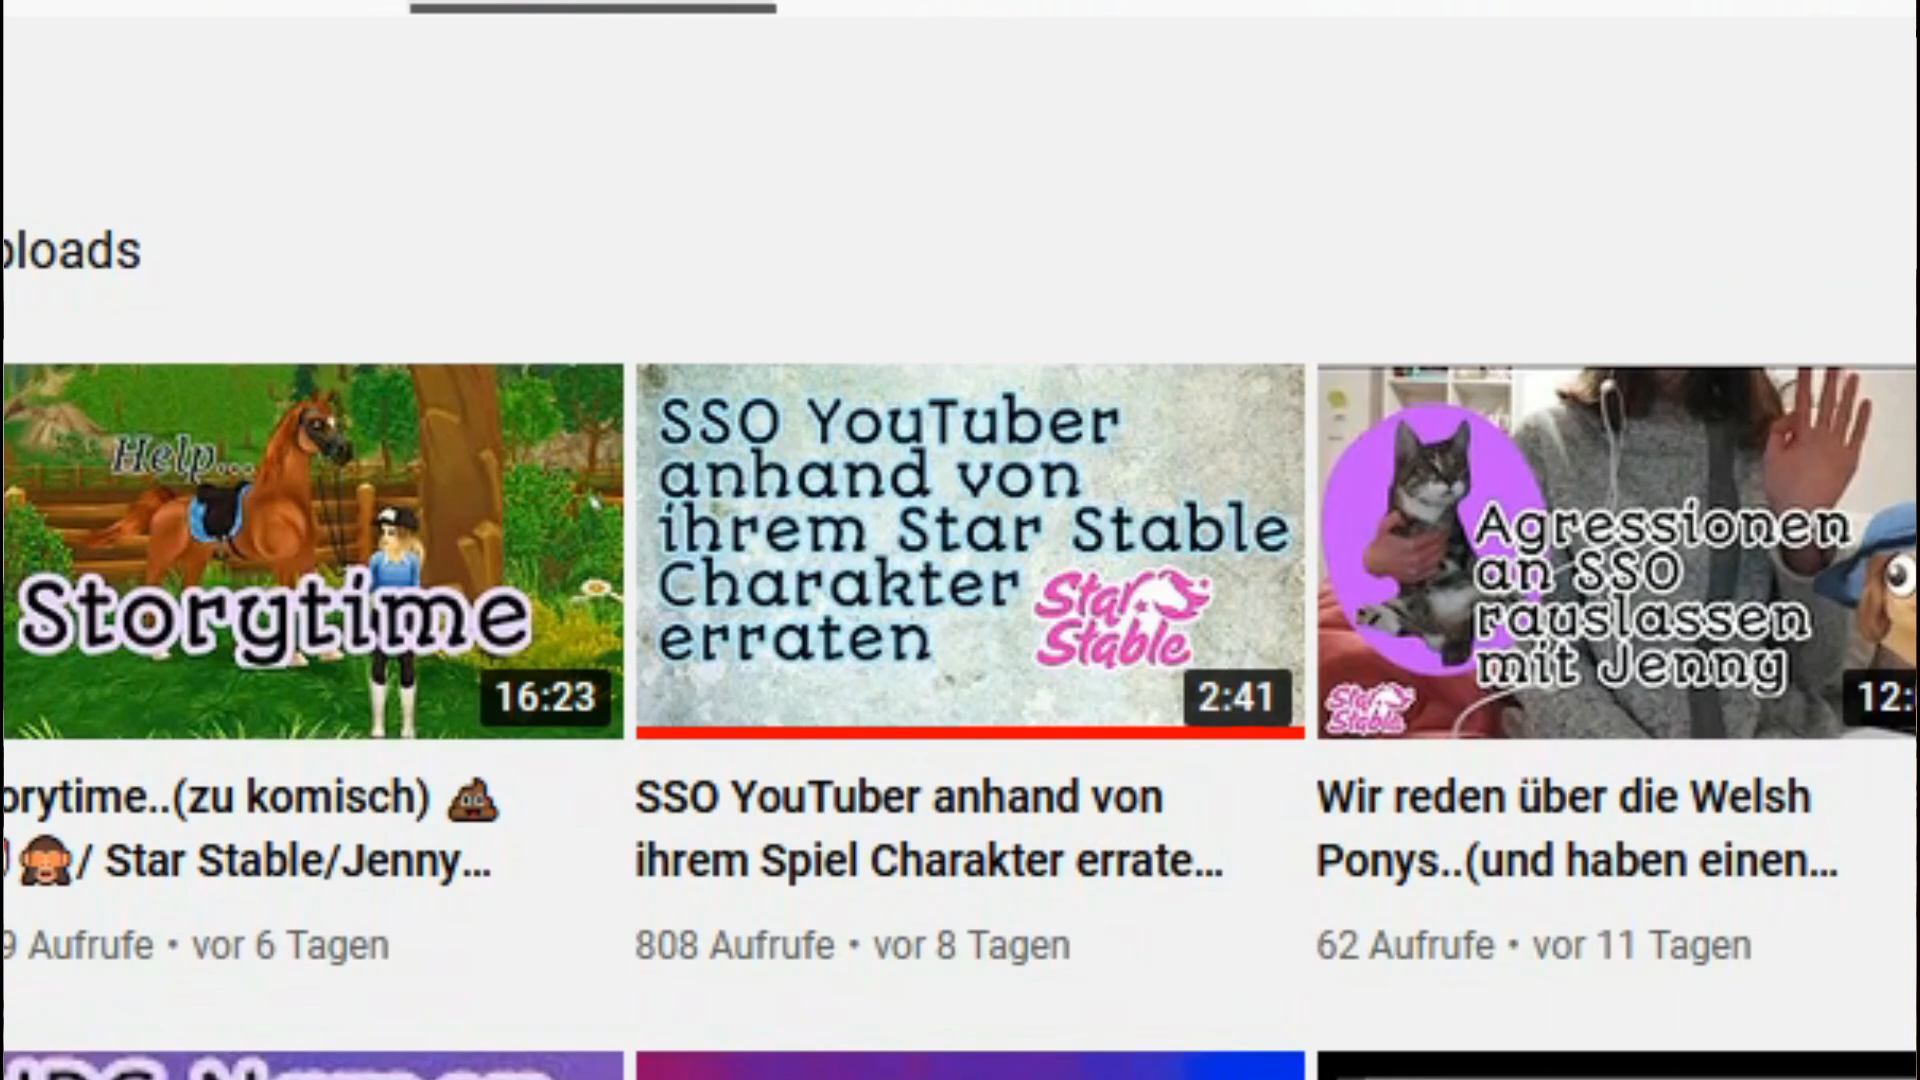 ploads
Help...
Storytime
16:23
SSO YouTuber
anhand von
ihrem Star Stable
Charakter
erraten
Star
Stable
2:41
Agressionen
an SSO
rauslassen
mit Jenny
Star
Stable
12:
orytime..(zu komisch) 💩
🙈/ Star Stable/Jenny...
9 Aufrufe • vor 6 Tagen
SSO YouTuber anhand von
ihrem Spiel Charakter errate...
808 Aufrufe • vor 8 Tagen
Wir reden über die Welsh
Ponys..(und haben einen...
62 Aufrufe • vor 11 Tagen